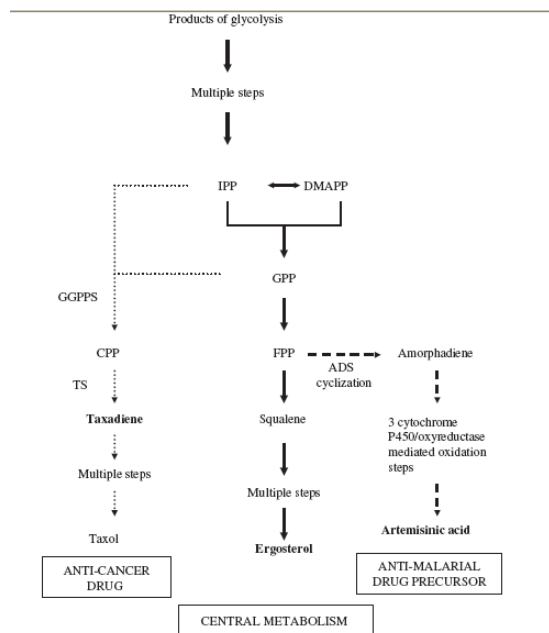 Products of glycolysis
Multiple steps
IPP
DMAPP
GPP
GGPPS
CPP
FPP
Amorphadiene
ADS
cyclization
TS
Taxadiene
Squalene
3 cytochrome
P450/oxyreductase
mediated oxidation
steps
Multiple steps
Multiple steps
Taxol
Ergosterol
Artemisinic acid
ANTI-CANCER
DRUG
ANTI-MALARIAL
DRUG PRECURSOR
CENTRAL METABOLISM